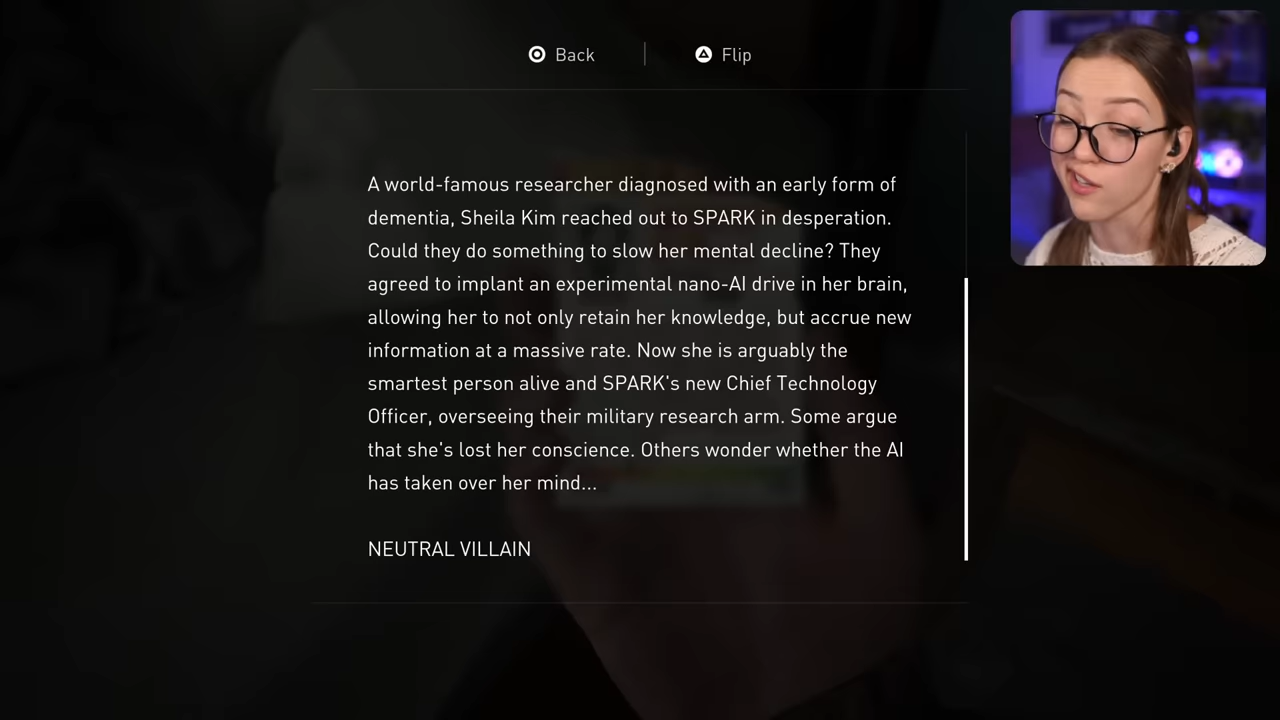 Back
Flip
A world-famous researcher diagnosed with an early form of
dementia, Sheila Kim reached out to SPARK in desperation.
Could they do something to slow her mental decline? They
agreed to implant an experimental nano-AI drive in her brain,
allowing her to not only retain her knowledge, but accrue new
information at a massive rate. Now she is arguably the
smartest person alive and SPARK's new Chief Technology
Officer, overseeing their military research arm. Some argue
that she's lost her conscience. Others wonder whether the AI
has taken over her mind...
NEUTRAL VILLAIN